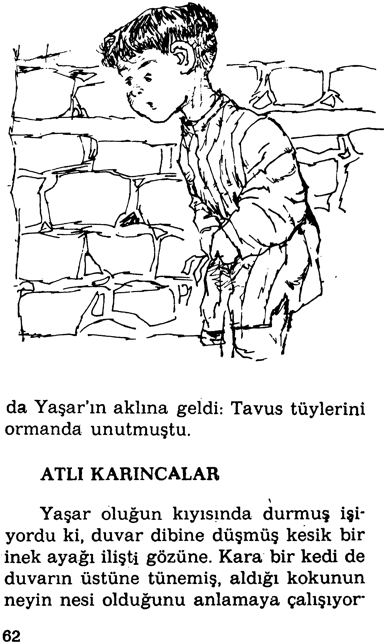 da Yaşar'ın aklına geldi: Tavus tüylerini
ormanda unutmuştu.
ATLI KARINCALAR
Yaşar oluğun kıyısında durmuş işi-
yordu ki, duvar dibine düşmüş kesik bir
inek ayağı ilişti gözüne. Kara bir kedi de
duvarın üstüne tünemiş, aldığı kokunun
neyin nesi olduğunu anlamaya çalışıyor-
62